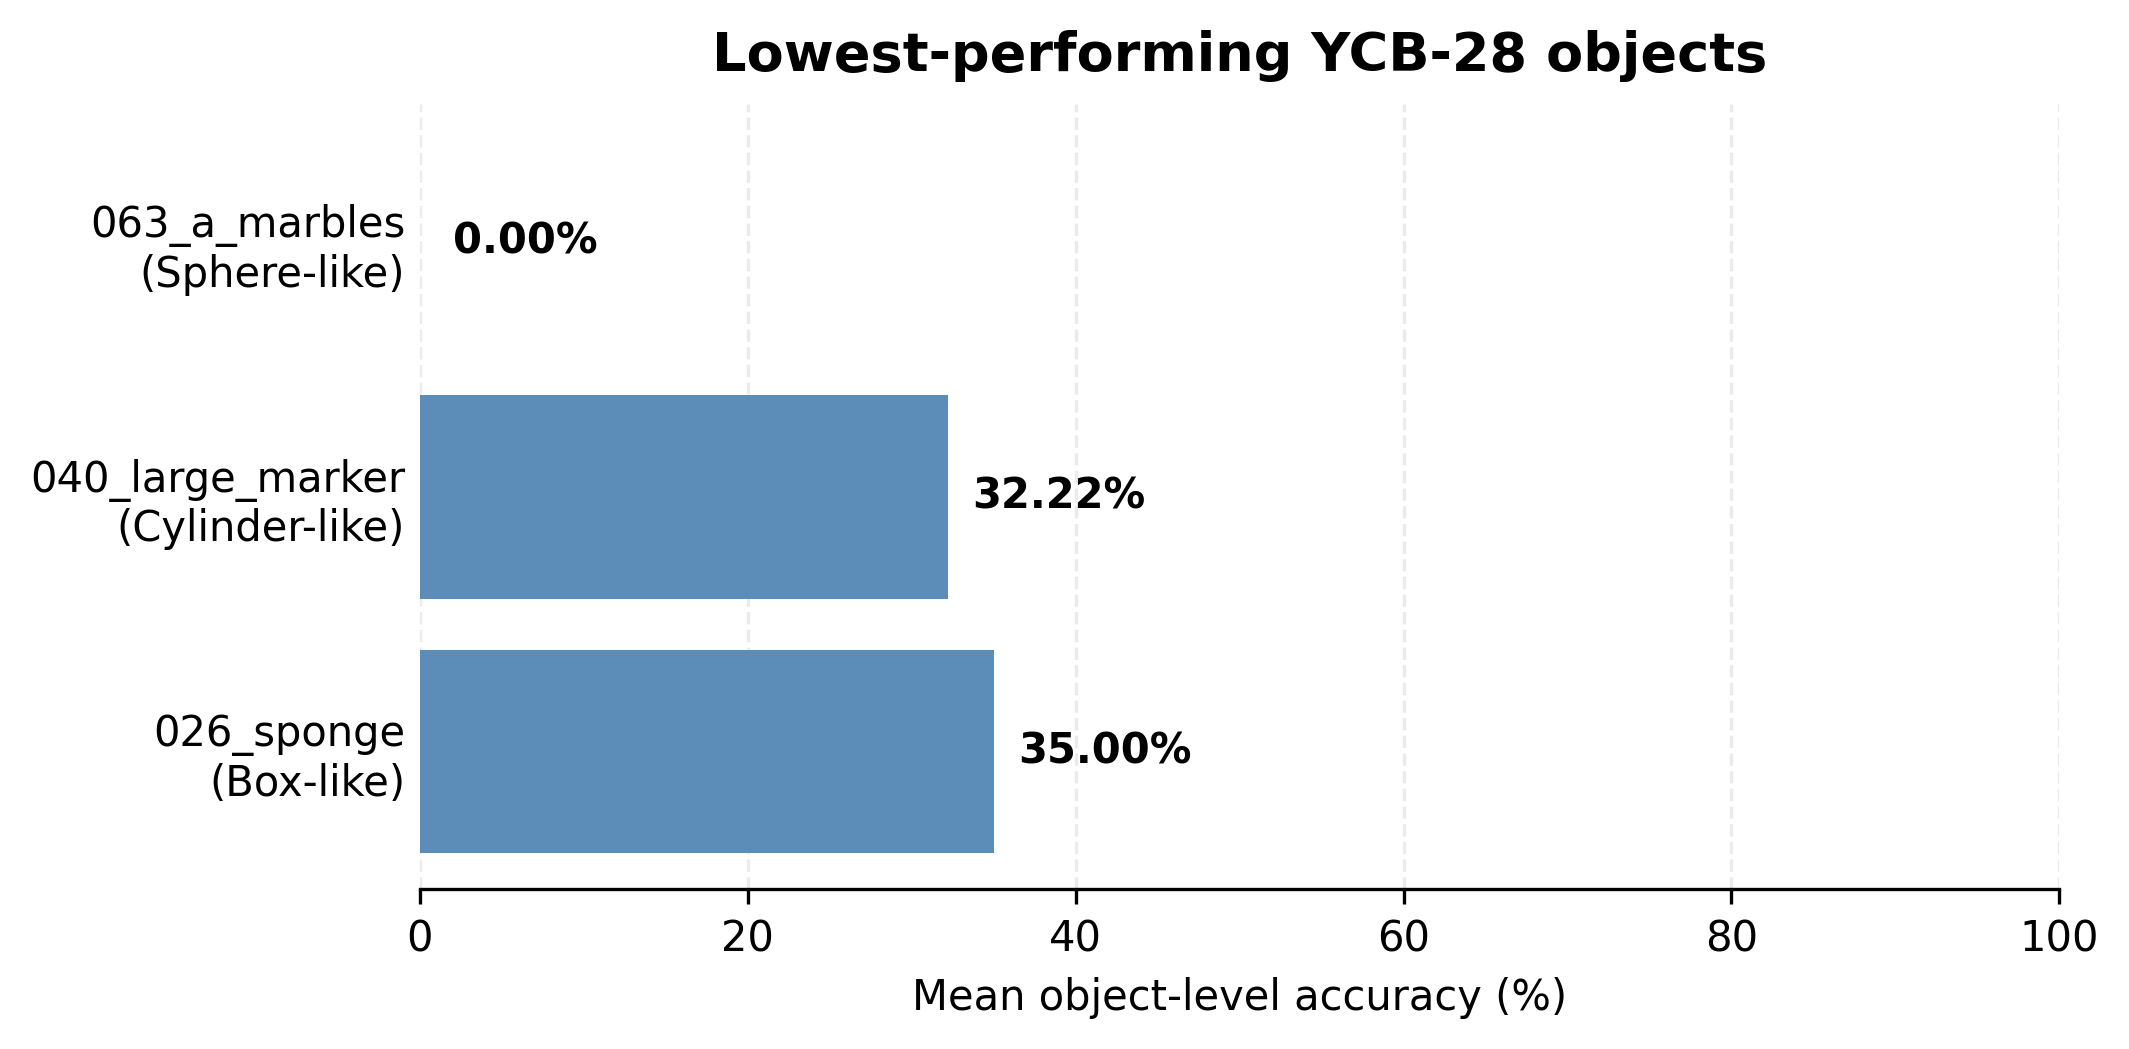 Lowest-performing YCB-28 objects
063_a_marbles
(Sphere-like)
0.00%
040_large_marker
(Cylinder-like)
32.22%
026_sponge
(Box-like)
35.00%
0 20 40 60 80 100
Mean object-level accuracy (%)